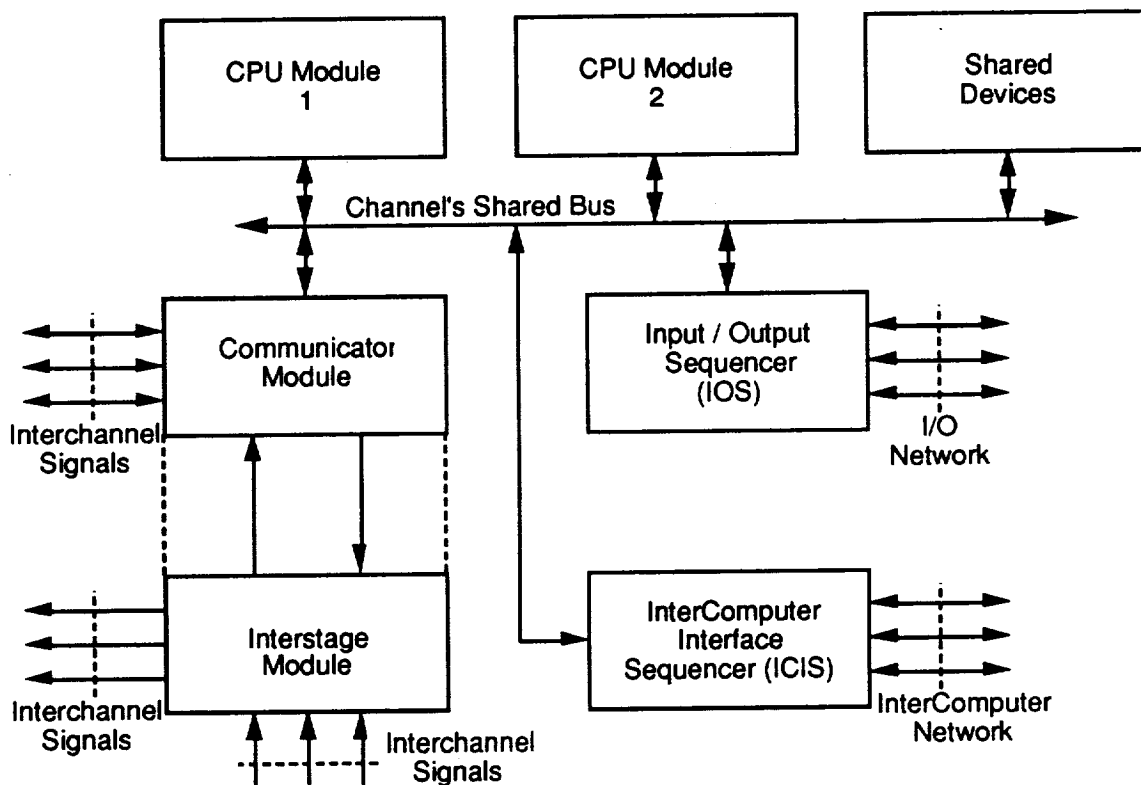 CPU Module
1
CPU Module
2
Shared
Devices
Channel's Shared Bus
Communicator
Module
Input / Output
Sequencer
(IOS)
Interchannel
Signals
I/O
Network
Interstage
Module
InterComputer
Interface
Sequencer (ICIS)
Interchannel
Signals
InterComputer
Network
Interchannel
Signals